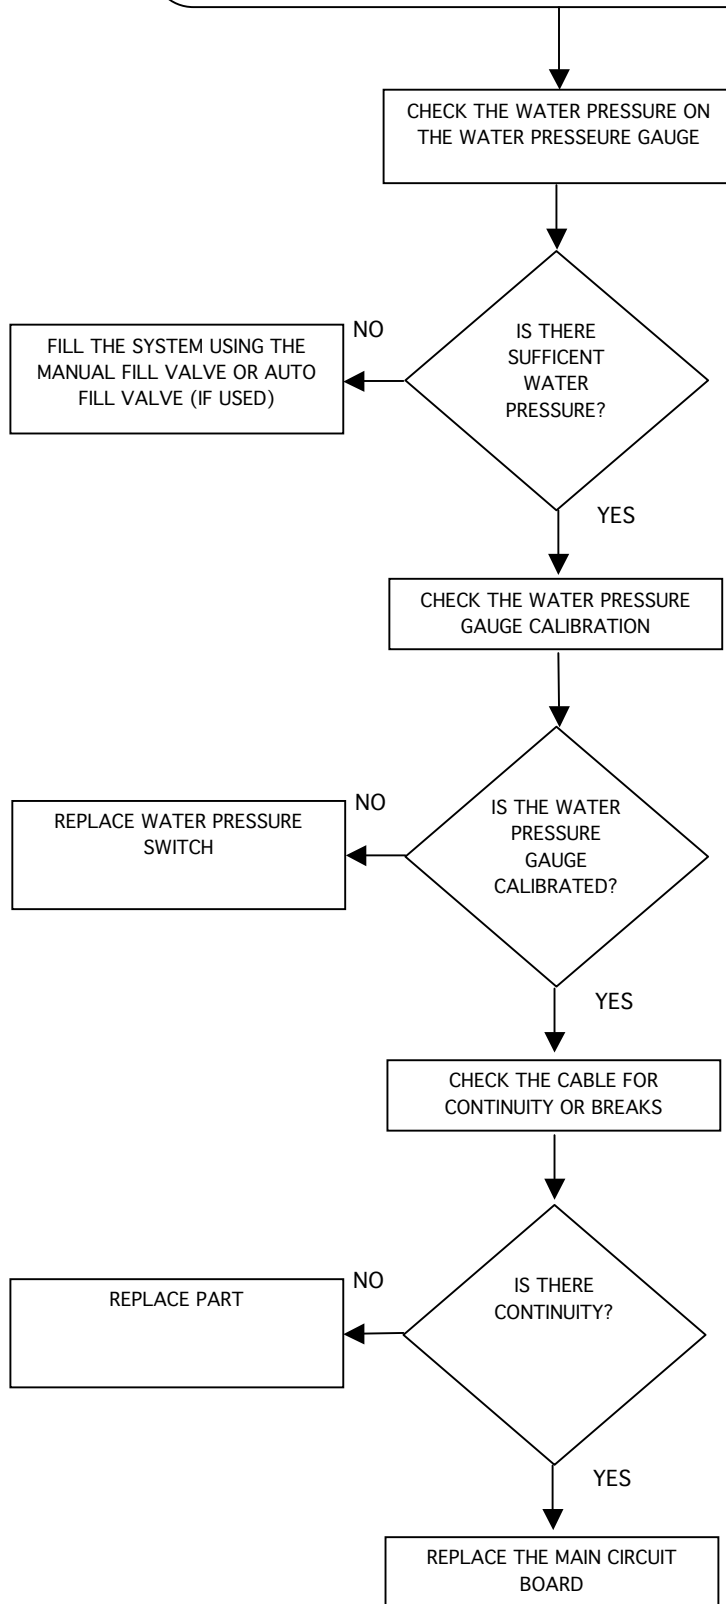 CHECK THE WATER PRESSURE ON
THE WATER PRESSEURE GAUGE
IS THERE
SUFFICENT
WATER
PRESSURE?
NO
FILL THE SYSTEM USING THE
MANUAL FILL VALVE OR AUTO
FILL VALVE (IF USED)
YES
CHECK THE WATER PRESSURE
GAUGE CALIBRATION
IS THE WATER
PRESSURE
GAUGE
CALIBRATED?
NO
REPLACE WATER PRESSURE
SWITCH
YES
CHECK THE CABLE FOR
CONTINUITY OR BREAKS
IS THERE
CONTINUITY?
NO
REPLACE PART
YES
REPLACE THE MAIN CIRCUIT
BOARD